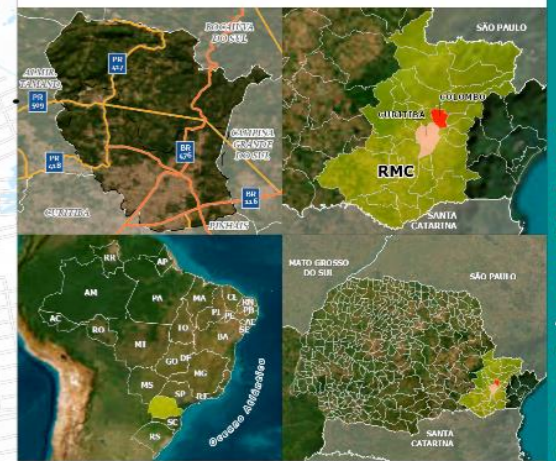 BOCAIÚVA
DO SUL
PR
417
ALMIR.
TAMANDA
PR
509
CAMPINA
GRANDE
DO SUL
BR
476
PR
418
BR
116
CURITIBA
PINHAIS
SÃO PAULO
COLOMBO
CURITIBA
RMC
SANTA
CATARINA
RR
AP
AM
PA
MA
CE
RN
PB
PI
PE
AL
SE
AC
RO
TO
BA
MT
GO
DF
MG
MS
SP
RJ
SC
RS
Oceano Atlântico
MATO GROSSO
DO SUL
SÃO PAULO
SANTA
CATARINA